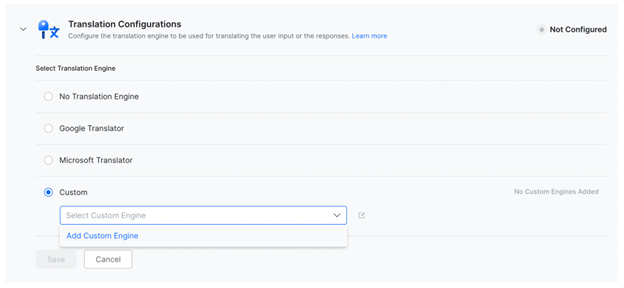 Translation Configurations
Configure the translation engine to be used for translating the user input or the responses. Learn more
Not Configured
Select Translation Engine
No Translation Engine
Google Translator
Microsoft Translator
Custom
No Custom Engines Added
Select Custom Engine
Add Custom Engine
Save
Cancel